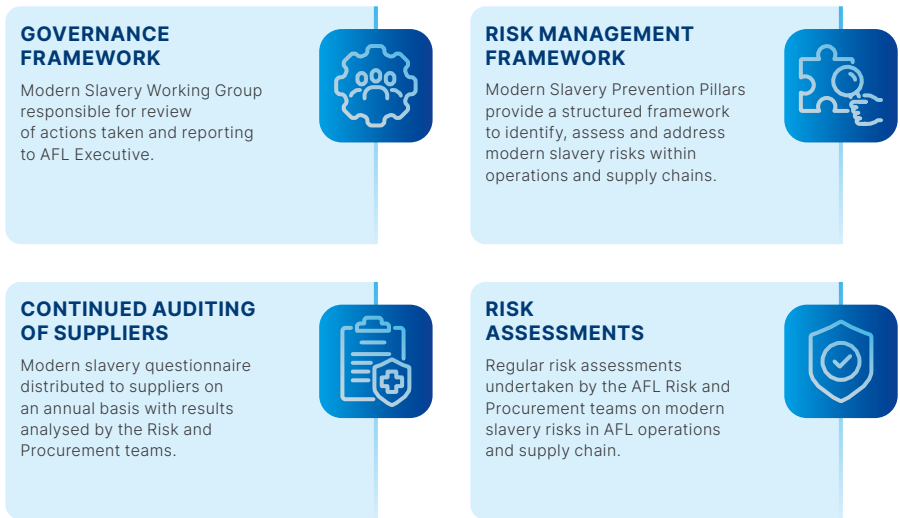 GOVERNANCE
FRAMEWORK
Modern Slavery Working Group
responsible for review
of actions taken and reporting
to AFL Executive.
RISK MANAGEMENT
FRAMEWORK
Modern Slavery Prevention Pillars
provide a structured framework
to identify, assess and address
modern slavery risks within
operations and supply chains.
CONTINUED AUDITING
OF SUPPLIERS
Modern slavery questionnaire
distributed to suppliers on
an annual basis with results
analysed by the Risk and
Procurement teams.
RISK
ASSESSMENTS
Regular risk assessments
undertaken by the AFL Risk and
Procurement teams on modern
slavery risks in AFL operations
and supply chain.